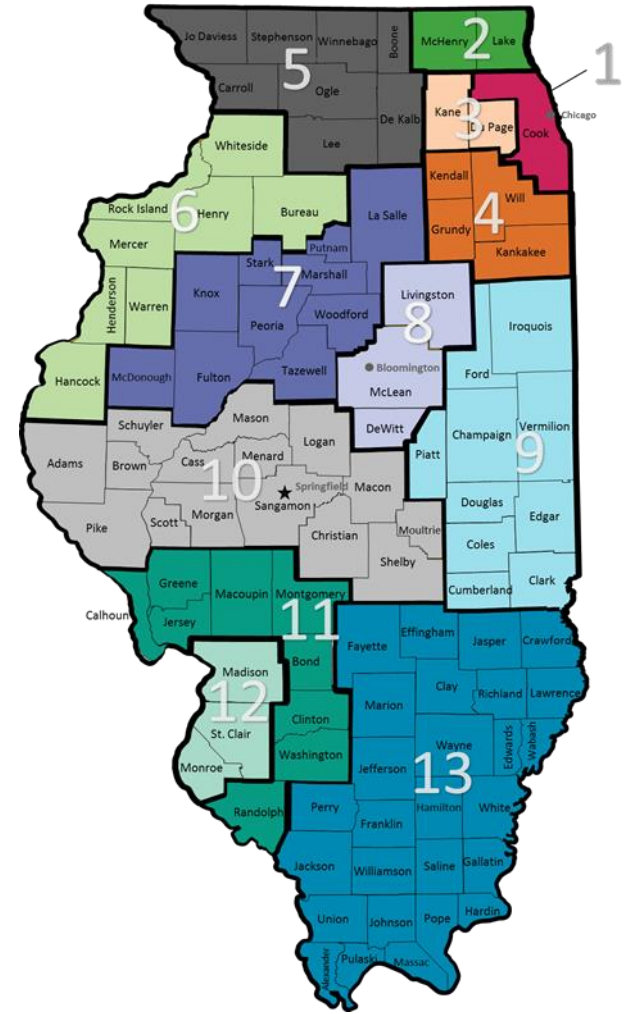 Jo Daviess
Stephenson
Winnebago
Boone
McHenry
Lake
2
1
5
Carroll
Ogle
De Kalb
Lee
Kane
3
Du Page
Cook
Chicago
Whiteside
Kendall
Will
Rock Island
6
Henry
Bureau
La Salle
4
Grundy
Mercer
Putnam
Kankakee
Stark
7
Marshall
Henderson
Warren
Knox
Livingston
8
Iroquois
Peoria
Woodford
Bloomington
Ford
Hancock
McDonough
Fulton
Tazewell
McLean
Mason
Schuyler
DeWitt
Champaign
Vermilion
9
Logan
Piatt
Adams
Brown
Cass
Menard
10
Springfield
Macon
Sangamon
Douglas
Edgar
Pike
Scott
Morgan
Christian
Moultrie
Coles
Shelby
Greene
Macoupin
Montgomery
Cumberland
Clark
Calhoun
Jersey
11
Fayette
Effingham
Jasper
Crawford
Madison
Bond
12
Clay
Richland
Lawrence
Marion
St. Clair
Clinton
Wayne
Edwards
Wabash
Washington
Monroe
Jefferson
13
Randolph
Perry
Hamilton
White
Franklin
Jackson
Williamson
Saline
Gallatin
Union
Johnson
Pope
Hardin
Alexander
Pulaski
Massac